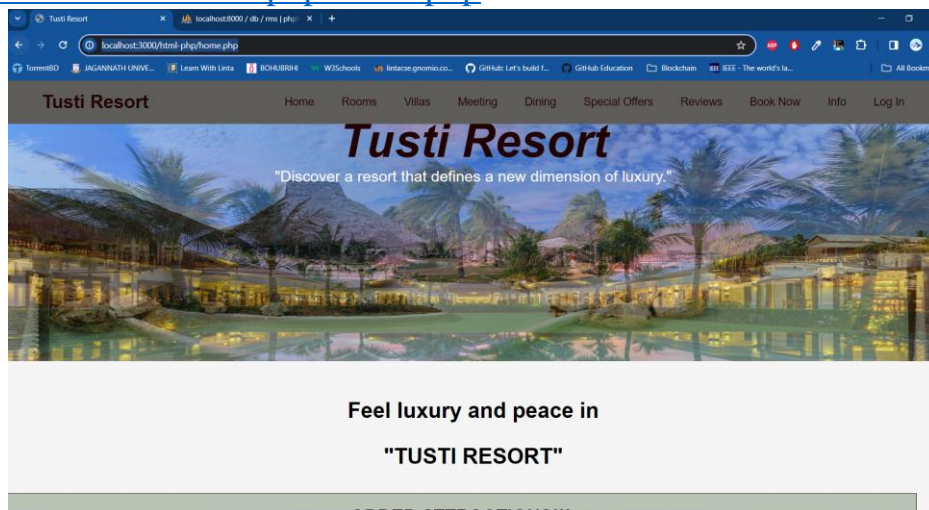 Tusti Resort
localhost:8000 / db / rms | php
localhost:3000/html-php/home.php
TorrentBD
JAGANNATH UNIVE...
Learn With Linta
BOHUBRIHI
W3Schools
lintacse.gnomio.co...
GitHub: Let's build f...
GitHub Education
Blockchain
IEEE - The world's la...
All Bookm
Tusti Resort
Home
Rooms
Villas
Meeting
Dining
Special Offers
Reviews
Book Now
Info
Log In
Tusti Resort
"Discover a resort that defines a new dimension of luxury."
Feel luxury and peace in
"TUSTI RESORT"